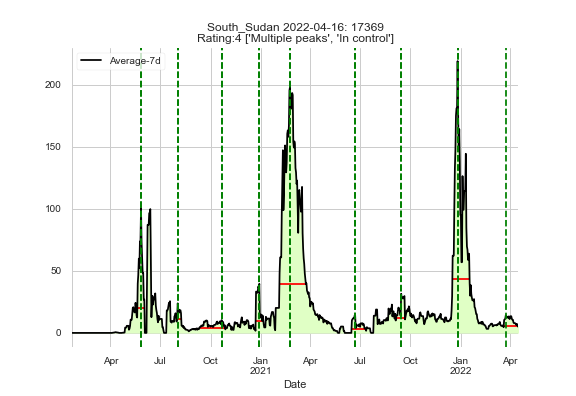 South_Sudan 2022-04-16: 17369
Rating:4 ['Multiple peaks', 'In control']
Average-7d
200
150
100
50
0
Apr Jul Oct Jan Apr Jul Oct Jan Apr
2021 2022
Date